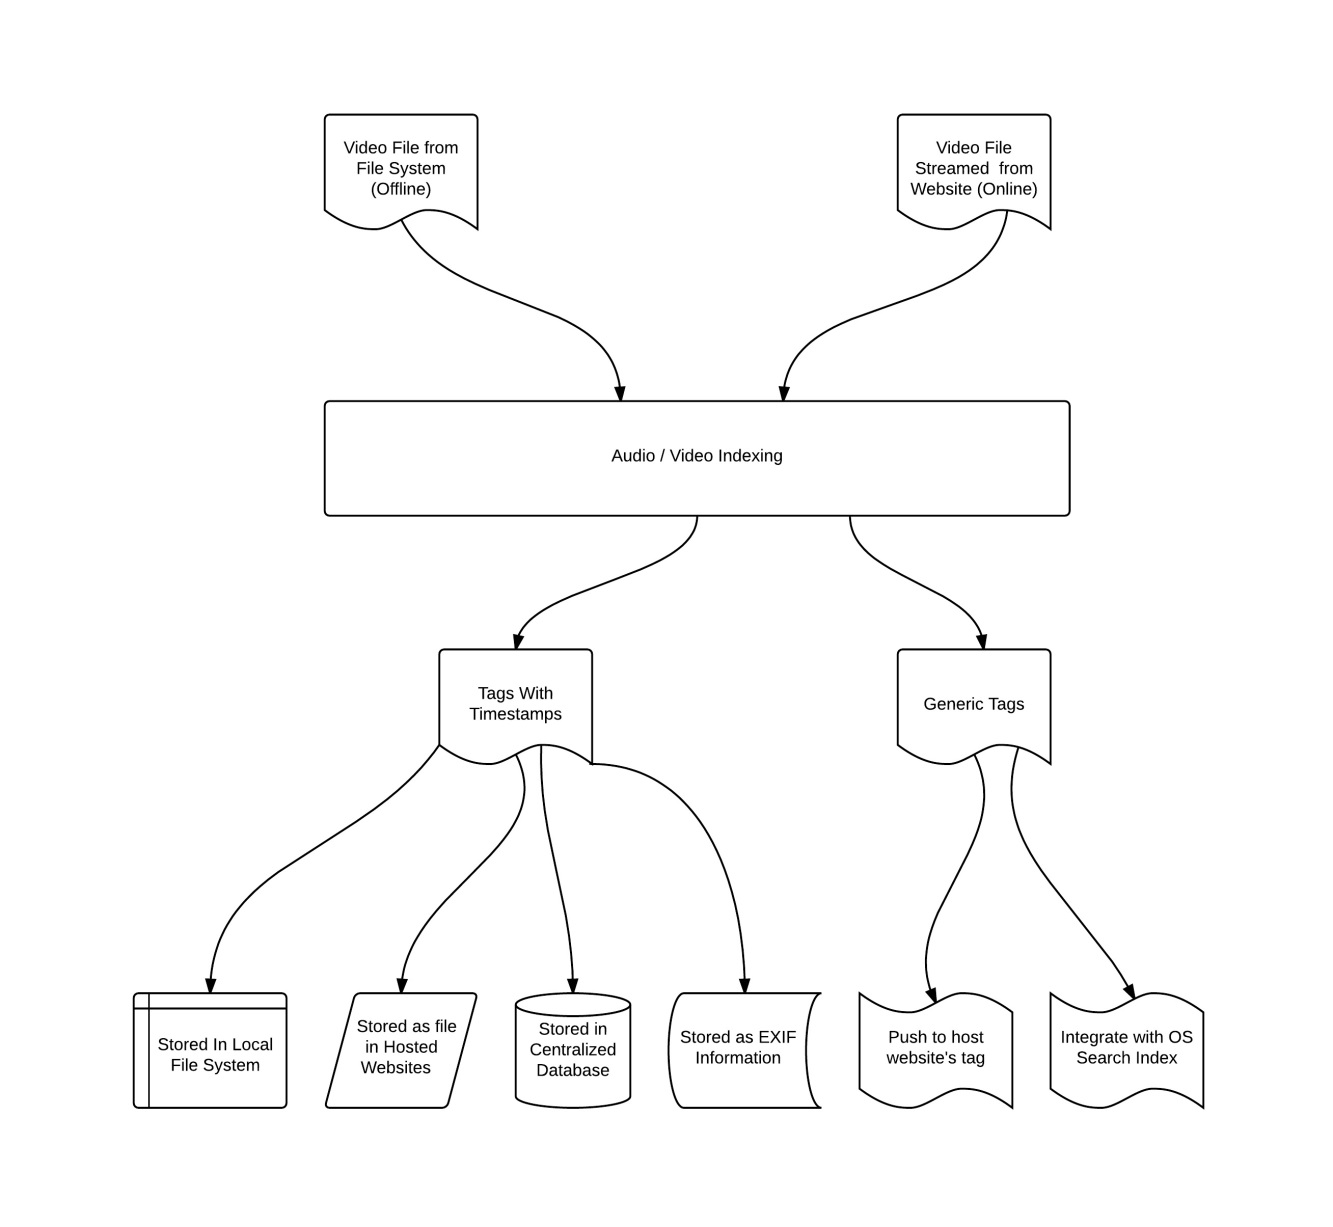 Video File from
File System
(Offline)
Video File
Streamed  from
Website (Online)
Audio / Video Indexing
Tags With
Timestamps
Generic Tags
Stored In Local
File System
Stored as file
in Hosted
Websites
Stored in
Centralized
Database
Stored as EXIF
Information
Push to host
website's tag
Integrate with OS
Search Index